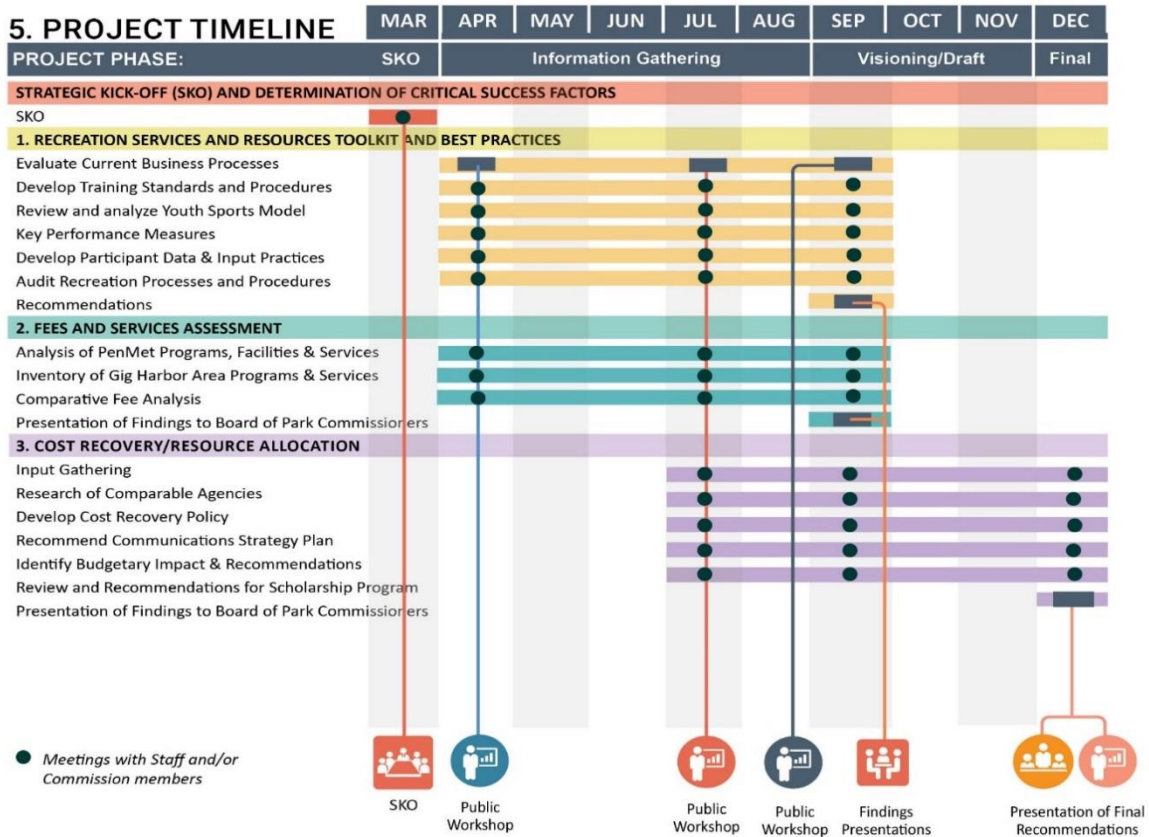 5. PROJECT TIMELINE
MAR APR MAY JUN JUL AUG SEP OCT NOV DEC
PROJECT PHASE: SKO Information Gathering Visioning/Draft Final
STRATEGIC KICK-OFF (SKO) AND DETERMINATION OF CRITICAL SUCCESS FACTORS
SKO
1. RECREATION SERVICES AND RESOURCES TOOLKIT AND BEST PRACTICES
Evaluate Current Business Processes
Develop Training Standards and Procedures
Review and analyze Youth Sports Model
Key Performance Measures
Develop Participant Data & Input Practices
Audit Recreation Processes and Procedures
Recommendations
2. FEES AND SERVICES ASSESSMENT
Analysis of PenMet Programs, Facilities & Services
Inventory of Gig Harbor Area Programs & Services
Comparative Fee Analysis
Presentation of Findings to Board of Park Commissioners
3. COST RECOVERY/RESOURCE ALLOCATION
Input Gathering
Research of Comparable Agencies
Develop Cost Recovery Policy
Recommend Communications Strategy Plan
Identify Budgetary Impact & Recommendations
Review and Recommendations for Scholarship Program
Presentation of Findings to Board of Park Commissioners
Meetings with Staff and/or
Commission members
SKO
Public
Workshop
Public
Workshop
Public
Workshop
Findings
Presentations
Presentation of Final
Recommendations